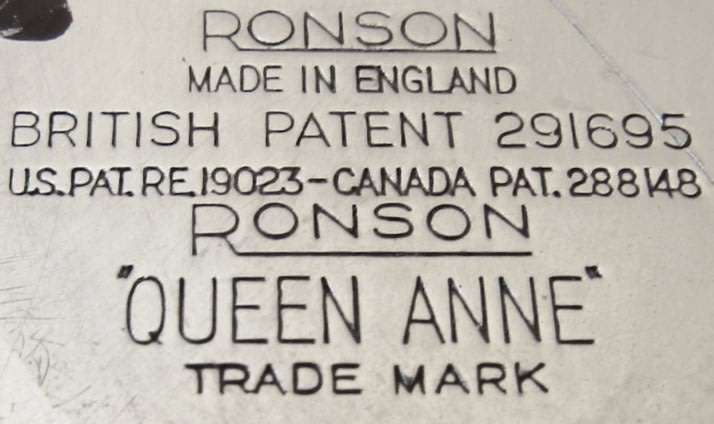 RONSON
MADE IN ENGLAND
BRITISH PATENT 291695
U.S.PAT.RE.19023-CANADA PAT.288148
RONSON
"QUEEN ANNE"
TRADE MARK